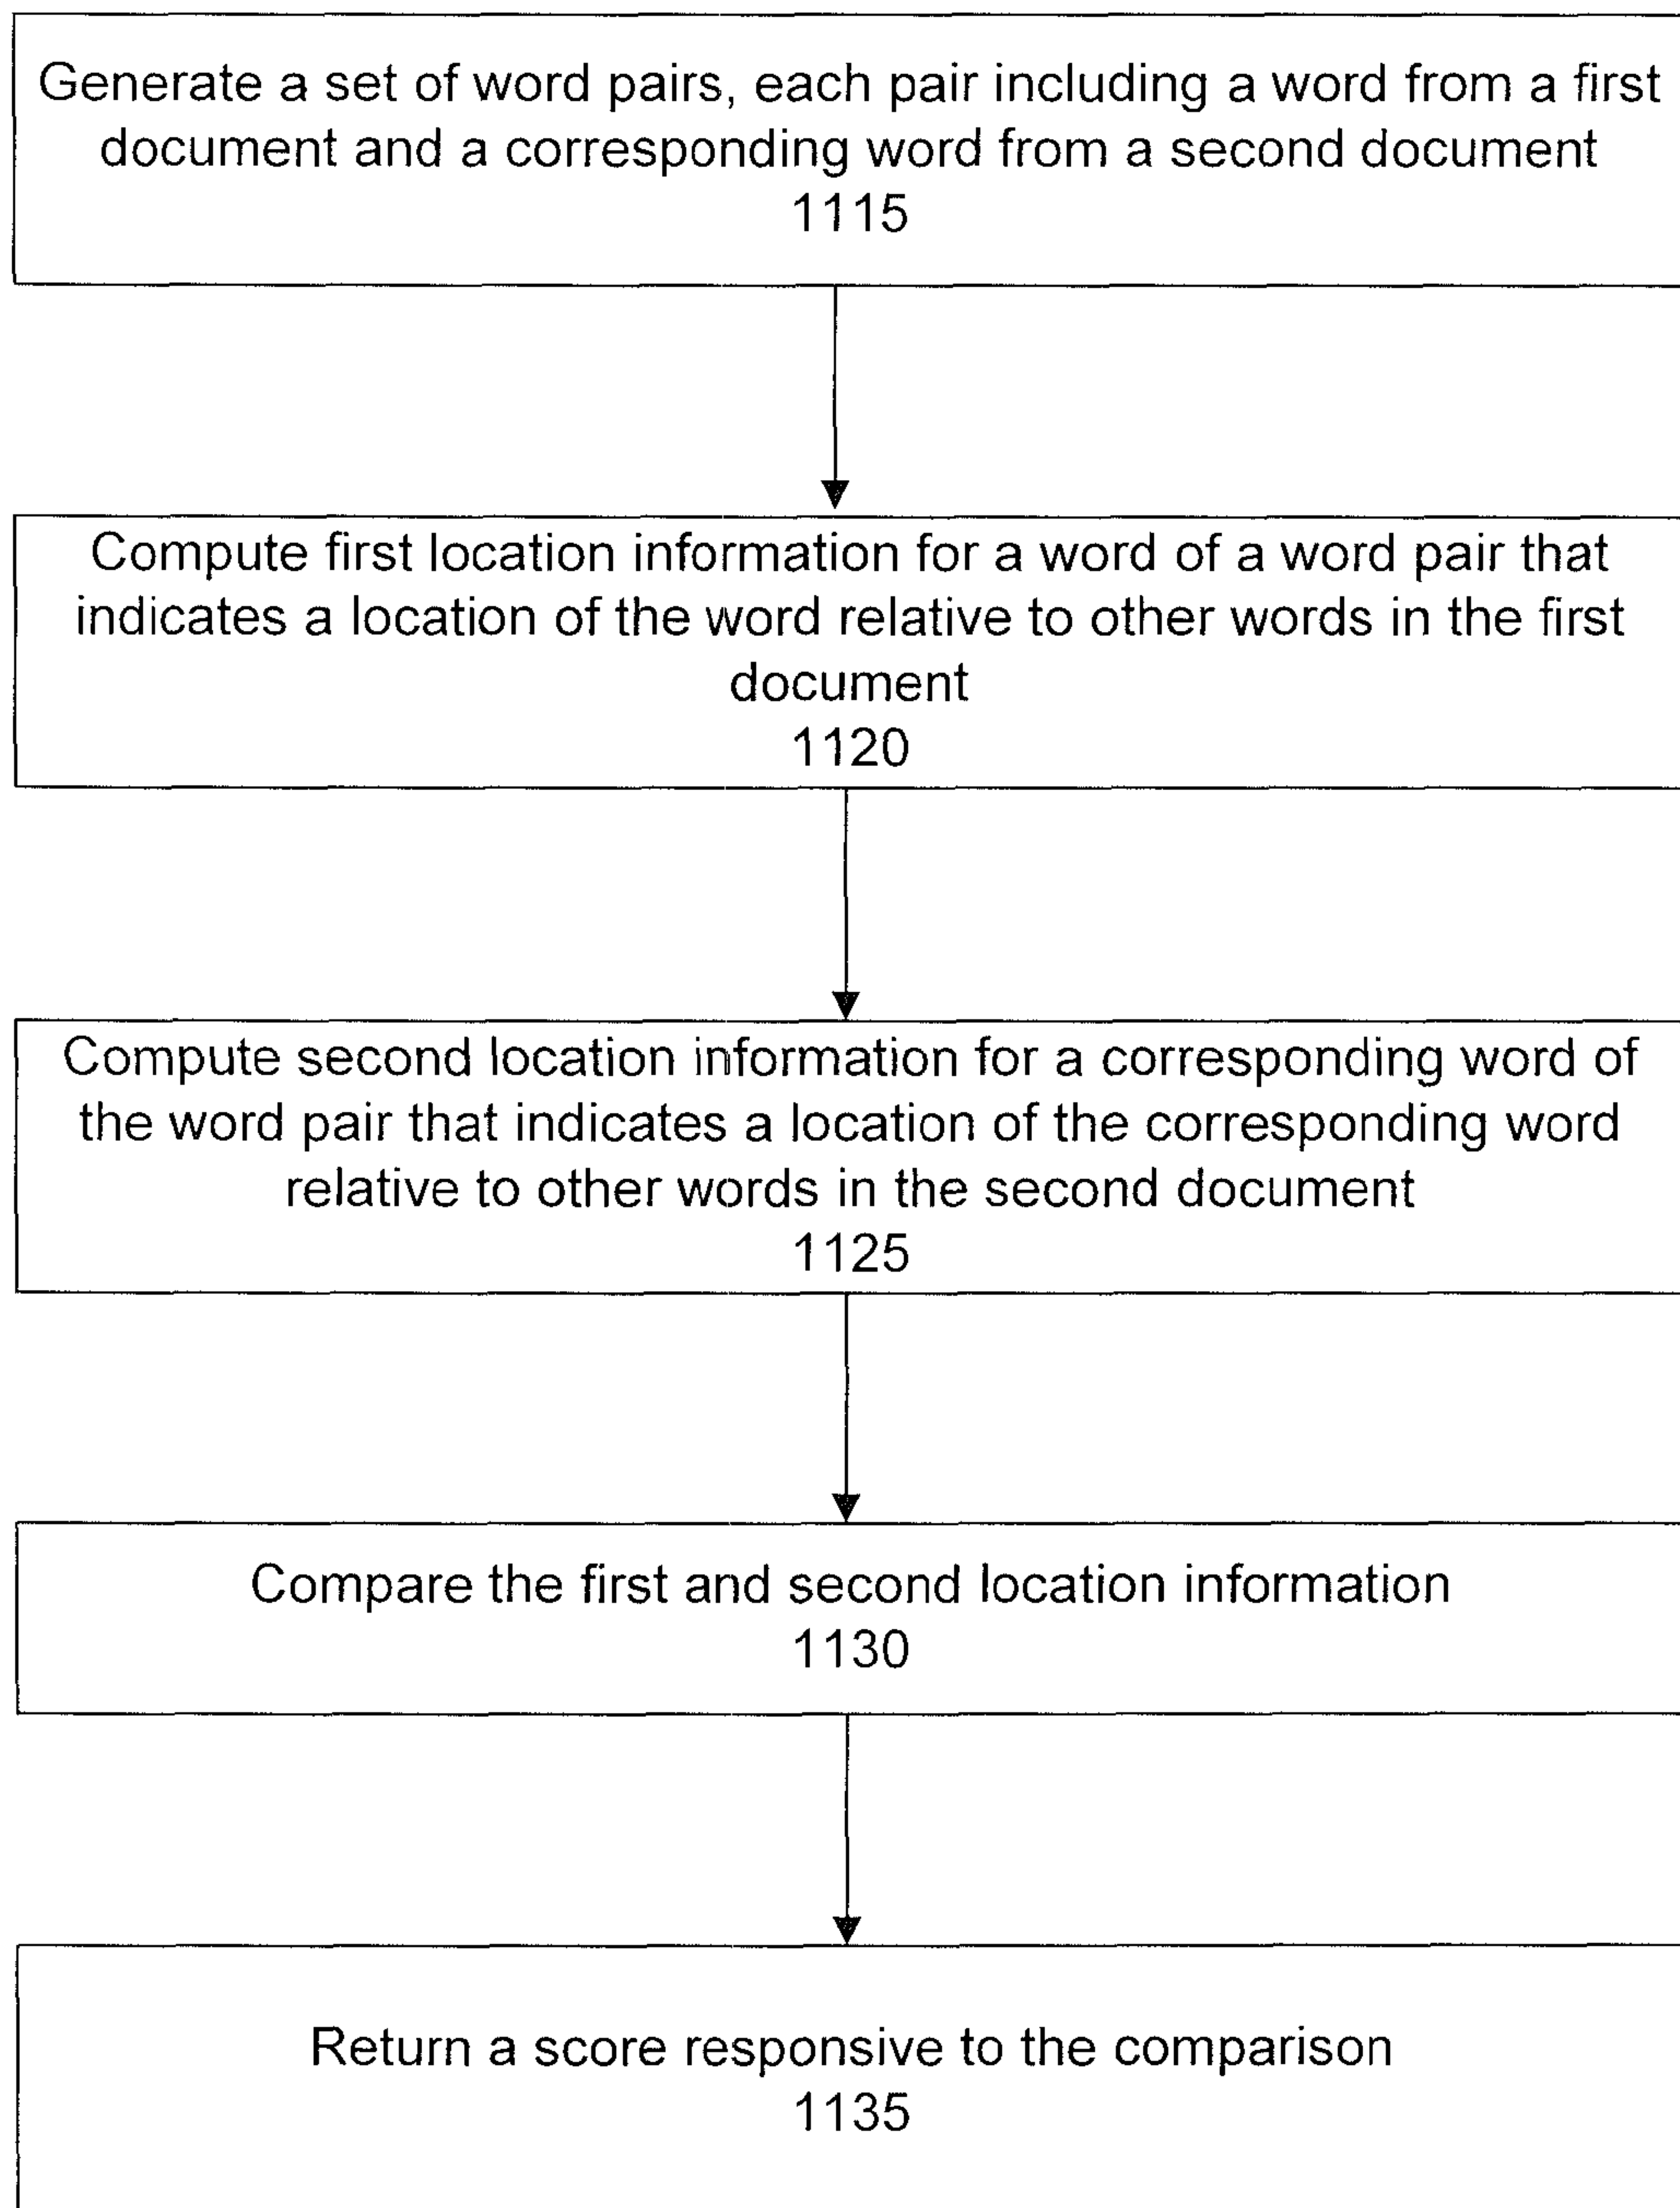 Generate a set of word pairs, each pair including a word from a first
document and a corresponding word from a second document
1115
Compute first location information for a word of a word pair that
indicates a location of the word relative to other words in the first
document
1120
Compute second location information for a corresponding word of
the word pair that indicates a location of the corresponding word
relative to other words in the second document
1125
Compare the first and second location information
1130
Return a score responsive to the comparison
1135